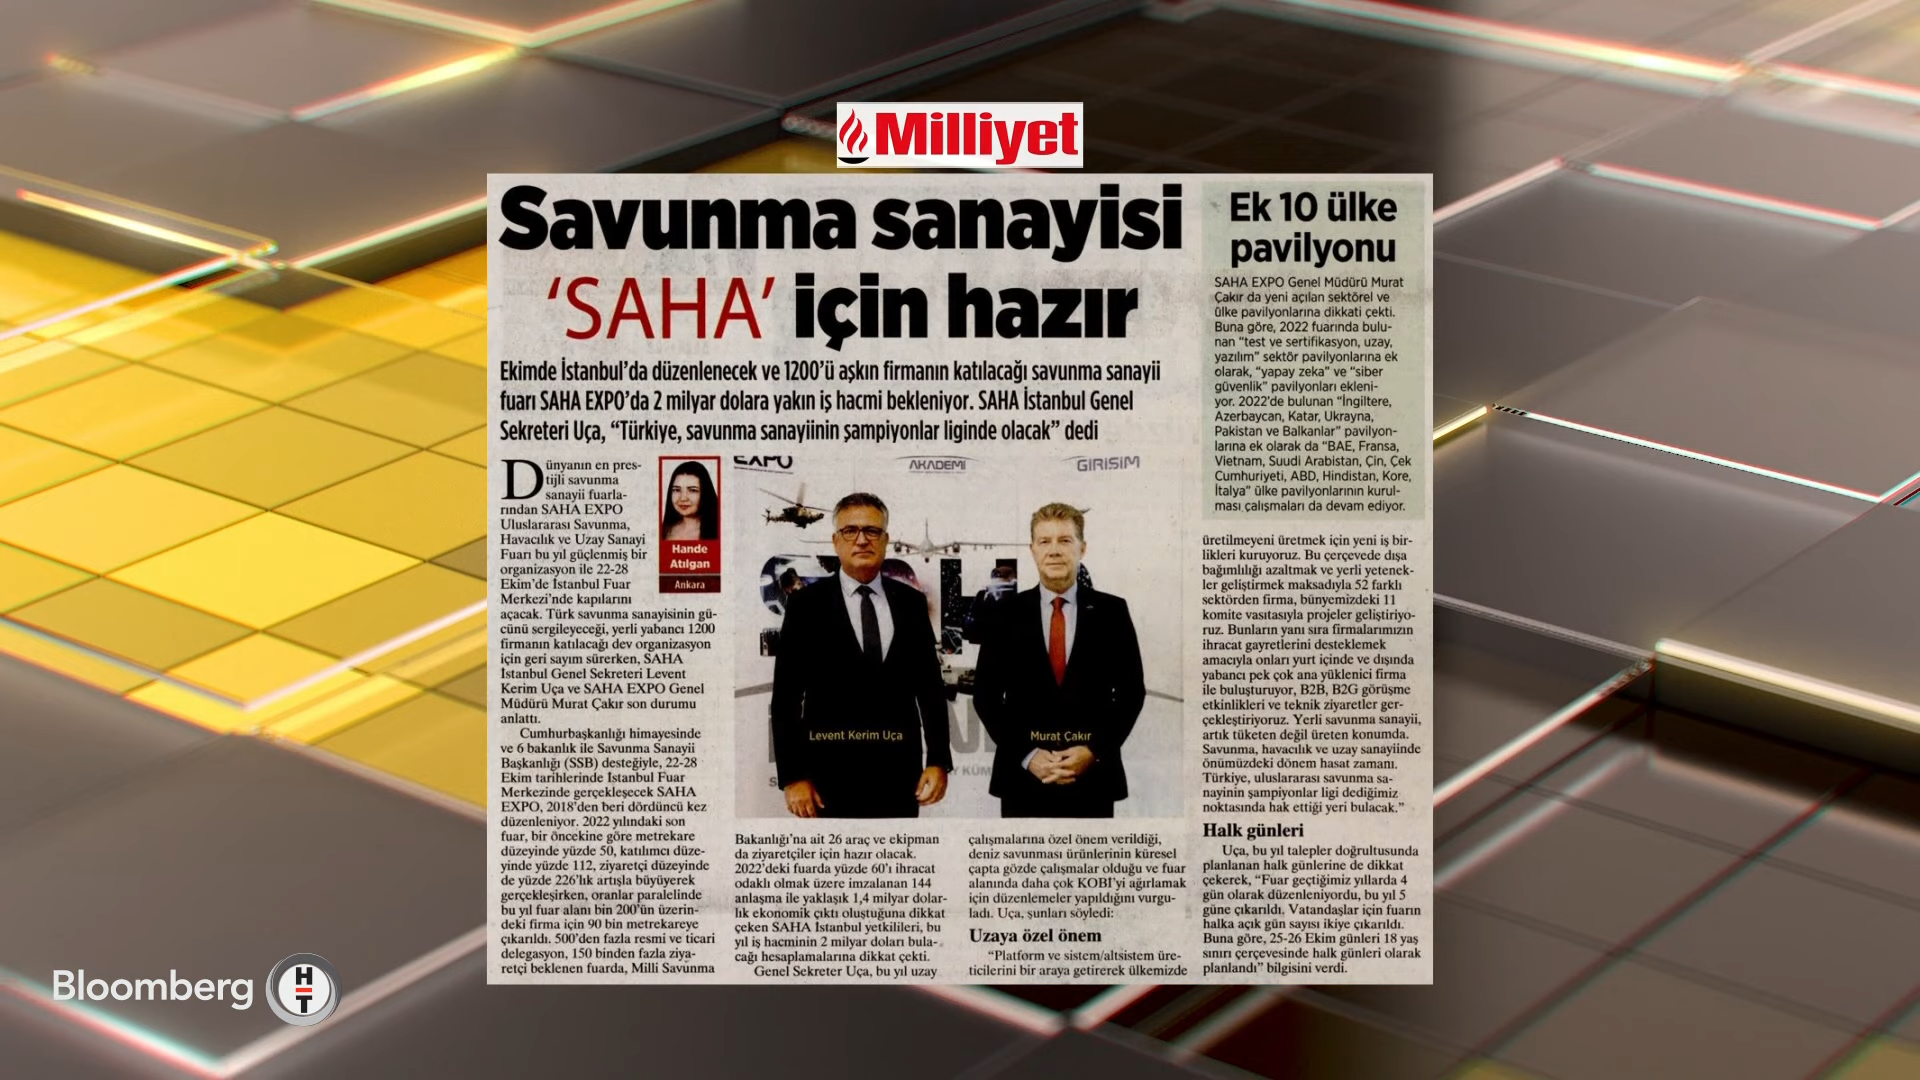 Milliyet
Savunma sanayisi
‘SAHA’ için hazır
Ekimde İstanbul’da düzenlenecek ve 1200’ü aşkın firmanın katılacağı savunma sanayii
fuarı SAHA EXPO’da 2 milyar dolara yakın iş hacmi bekleniyor. SAHA İstanbul Genel
Sekreteri Uça, “Türkiye, savunma sanayiinin şampiyonlar liginde olacak” dedi
Dünyanın en pres-
tijli savunma
sanayii fuarla-
rından SAHA EXPO
Uluslararası Savunma,
Havacılık ve Uzay Sanayi
Fuarı bu yıl güçlenmiş bir
organizasyon ile 22-28
Ekim’de İstanbul Fuar
Merkezi’nde kapılarını
açacak. Türk savunma sanayisinin gü-
cünü sergileyeceği, yerli yabancı 1200
firmanın katılacağı dev organizasyon
için geri sayım sürerken, SAHA
İstanbul Genel Sekreteri Levent
Kerim Uça ve SAHA EXPO Genel
Müdürü Murat Çakır son durumu
anlattı.
Cumhurbaşkanlığı himayesinde
ve 6 bakanlık ile Savunma Sanayii
Başkanlığı (SSB) desteğiyle, 22-28
Ekim tarihlerinde İstanbul Fuar
Merkezinde gerçekleşecek SAHA
EXPO, 2018’den beri dördüncü kez
düzenleniyor. 2022 yılındaki son
fuar, bir öncekine göre metrekare
düzeyinde yüzde 50, katılımcı düze-
yinde yüzde 112, ziyaretçi düzeyinde
de yüzde 226’lık artışla büyüyerek
gerçekleşirken, oranlar paralelinde
bu yıl fuar alanı bin 200’ün üzerin-
deki firma için 90 bin metrekareye
çıkarıldı. 500’den fazla resmi ve ticari
delegasyon, 150 binden fazla ziya-
retçi beklenen fuarda, Milli Savunma
Hande
Atılgan
Ankara
EXPO
AKADEMİ
GİRİŞİM
Levent Kerim Uça
Murat Çakır
Bakanlığı’na ait 26 araç ve ekipman
da ziyaretçiler için hazır olacak.
2022’deki fuarda yüzde 60’ı ihracat
odaklı olmak üzere imzalanan 144
anlaşma ile yaklaşık 1,4 milyar dolar-
lık ekonomik çıktı oluştuğuna dikkat
çeken SAHA İstanbul yetkilileri, bu
yıl iş hacminin 2 milyar doları bula-
cağı hesaplamalarına dikkat çekti.
Genel Sekreter Uça, bu yıl uzay
çalışmalarına özel önem verildiği,
deniz savunması ürünlerinin küresel
çapta gözde çalışmalar olduğu ve fuar
alanında daha çok KOBİ’yi ağırlamak
için düzenlemeler yapıldığını vurgu-
ladı. Uça, şunları söyledi:
Uzaya özel önem
“Platform ve sistem/altsistem üre-
ticilerini bir araya getirerek ülkemizde
Ek 10 ülke
pavilyonu
SAHA EXPO Genel Müdürü Murat
Çakır da yeni açılan sektörel ve
ülke pavilyonlarına dikkati çekti.
Buna göre, 2022 fuarında bulu-
nan “test ve sertifikasyon, uzay,
yazılım” sektör pavilyonlarına ek
olarak, “yapay zeka” ve “siber
güvenlik” pavilyonları ekleni-
yor. 2022’de bulunan “İngiltere,
Azerbaycan, Katar, Ukrayna,
Pakistan ve Balkanlar” pavilyon-
larına ek olarak da “BAE, Fransa,
Vietnam, Suudi Arabistan, Çin, Çek
Cumhuriyeti, ABD, Hindistan, Kore,
İtalya” ülke pavilyonlarının kurul-
ması çalışmaları da devam ediyor.
üretilmeyeni üretmek için yeni iş bir-
likleri kuruyoruz. Bu çerçevede dışa
bağımlılığı azaltmak ve yerli yetenek-
ler geliştirmek maksadıyla 52 farklı
sektörden firma, bünyemizdeki 11
komite vasıtasıyla projeler geliştiriyo-
ruz. Bunların yanı sıra firmalarımızın
ihracat gayretlerini desteklemek
amacıyla onları yurt içinde ve dışında
yabancı pek çok ana yüklenici firma
ile buluşturuyor, B2B, B2G görüşme
etkinlikleri ve teknik ziyaretler ger-
çekleştiriyoruz. Yerli savunma sanayii,
artık tüketen değil üreten konumda.
Savunma, havacılık ve uzay sanayiinde
önümüzdeki dönem hasat zamanı.
Türkiye, uluslararası savunma sa-
nayinin şampiyonlar ligi dediğimiz
noktasında hak ettiği yeri bulacak.”
Halk günleri
Uça, bu yıl talepler doğrultusunda
planlanan halk günlerine de dikkat
çekerek, “Fuar geçtiğimiz yıllarda 4
gün olarak düzenleniyordu, bu yıl 5
güne çıkarıldı. Vatandaşlar için fuarın
halka açık gün sayısı ikiye çıkarıldı.
Buna göre, 25-26 Ekim günleri 18 yaş
sınırı çerçevesinde halk günleri olarak
planlandı” bilgisini verdi.
Bloomberg HT